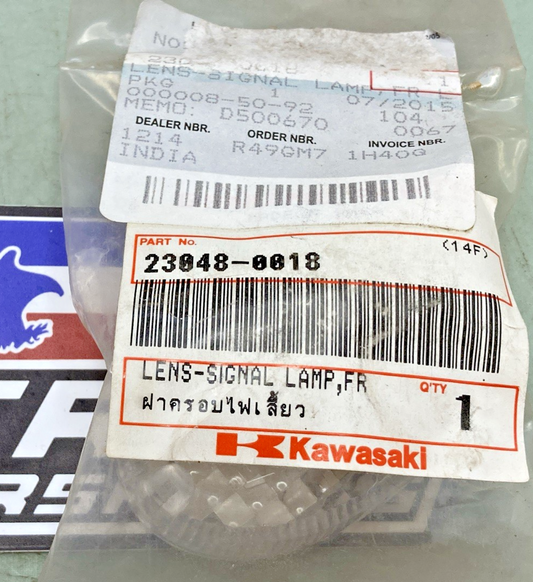 No:
LENS-SIGNAL LAMP, FR L
PKG 1 07/2015
000008-50-92 104
MEMO: D500670 0067
DEALER NBR. ORDER NBR. INVOICE NBR.
1214 R49GM7 1H40G
INDIA
PART No. (14F)
23048-0018
LENS-SIGNAL LAMP,FR
ฝาครอบไฟเลี้ยว
Q'TY 1
Kawasaki